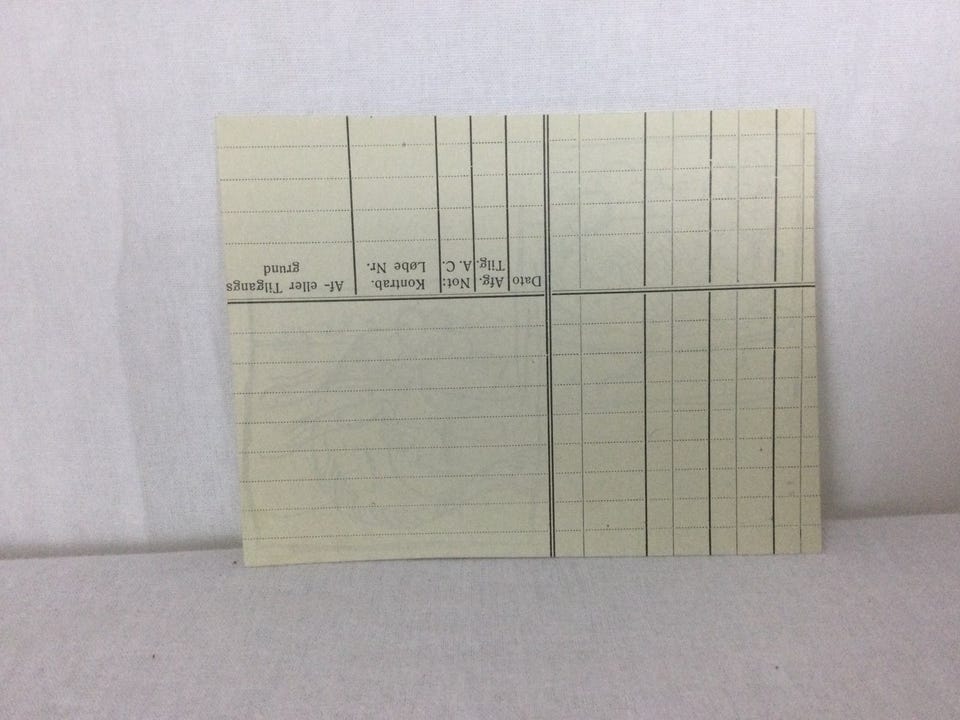 Dato
Afg.
Tilg.
Not:
A. C.
Kontrab.
Løbe Nr.
Af- eller Tilgangs
grund